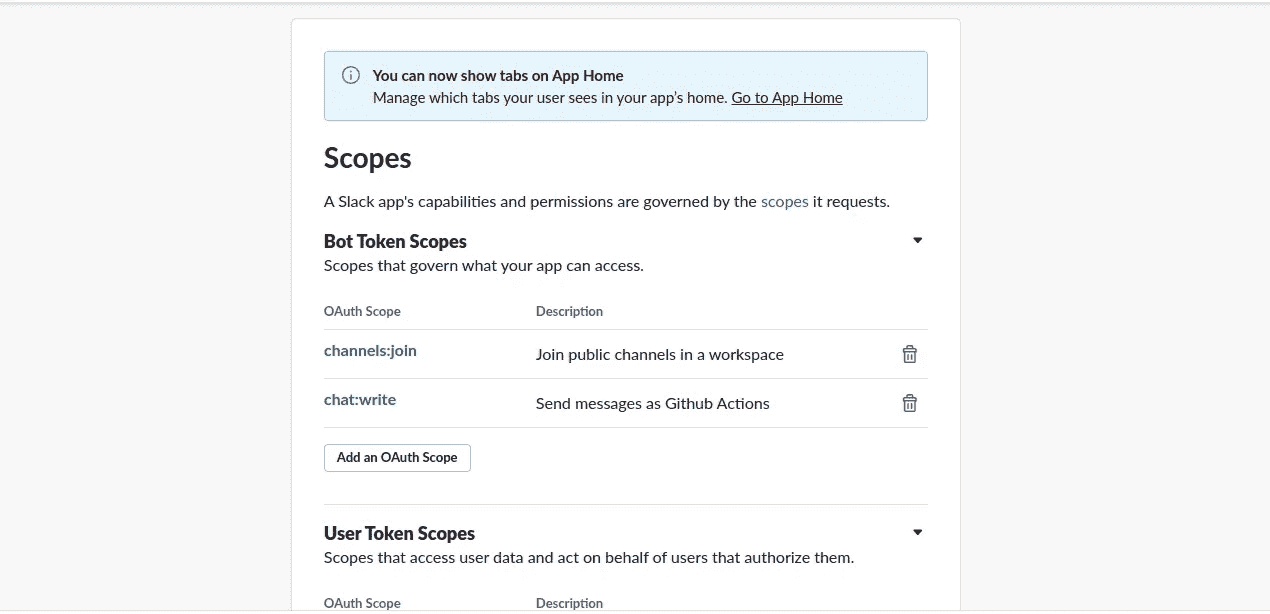 You can now show tabs on App Home
Manage which tabs your user sees in your app’s home. Go to App Home
Scopes
A Slack app's capabilities and permissions are governed by the scopes it requests.
Bot Token Scopes
Scopes that govern what your app can access.
OAuth Scope Description
channels:join Join public channels in a workspace
chat:write Send messages as Github Actions
Add an OAuth Scope
User Token Scopes
Scopes that access user data and act on behalf of users that authorize them.
OAuth Scope Description